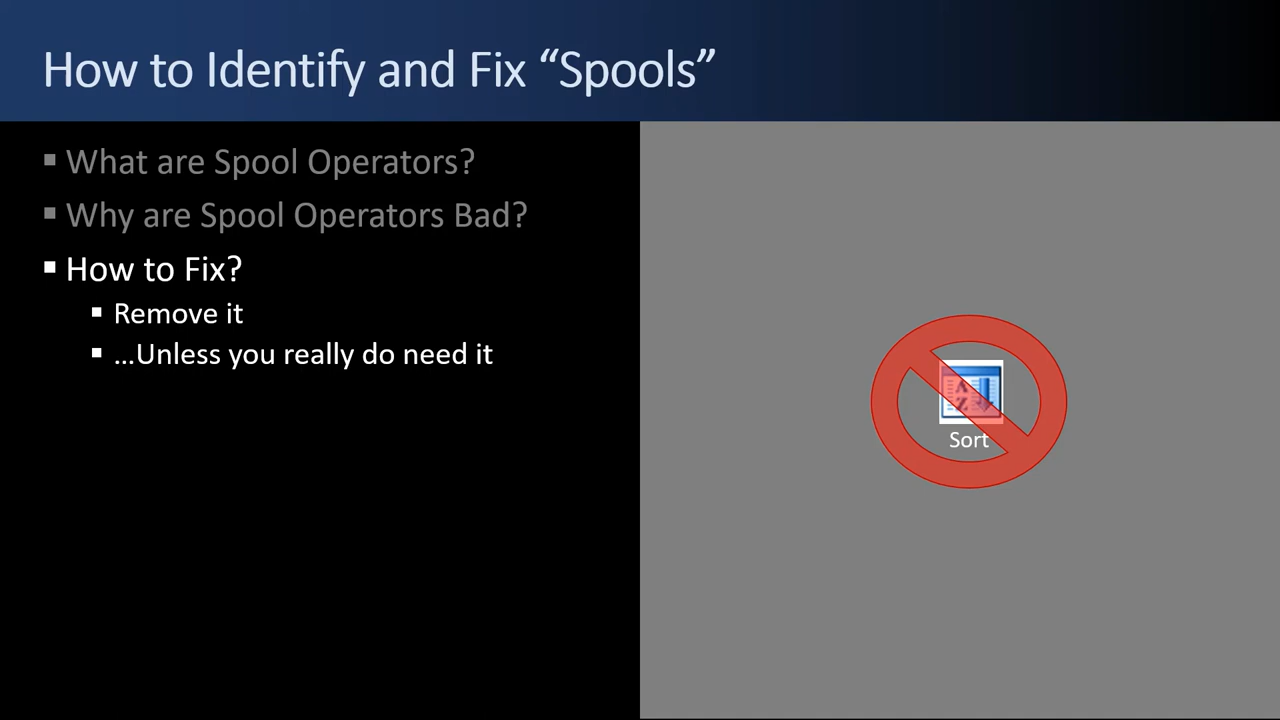 How to Identify and Fix “Spools”
▪ What are Spool Operators?
▪ Why are Spool Operators Bad?
▪ How to Fix?
▪ Remove it
▪ …Unless you really do need it
A
Z
Sort